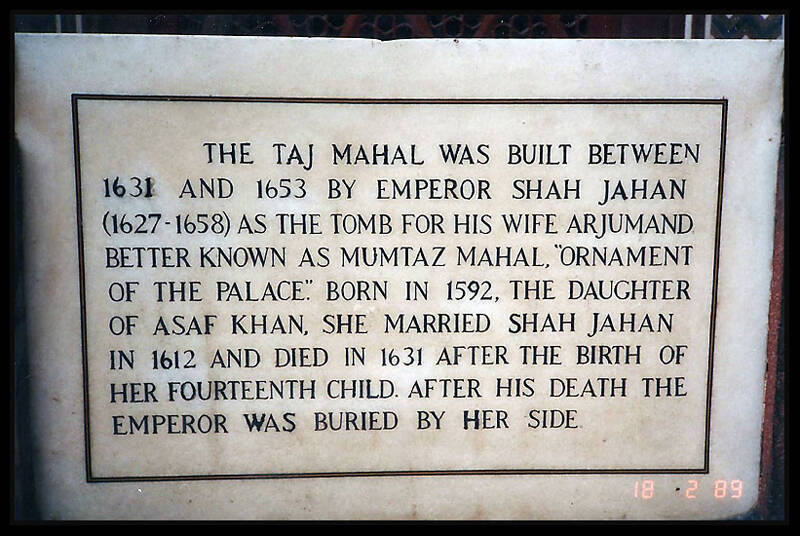 THE TAJ MAHAL WAS BUILT BETWEEN
1631 AND 1653 BY EMPEROR SHAH JAHAN
(1627-1658) AS THE TOMB FOR HIS WIFE ARJUMAND
BETTER KNOWN AS MUMTAZ MAHAL, "ORNAMENT
OF THE PALACE". BORN IN 1592, THE DAUGHTER
OF ASAF KHAN, SHE MARRIED SHAH JAHAN
IN 1612 AND DIED IN 1631 AFTER THE BIRTH OF
HER FOURTEENTH CHILD. AFTER HIS DEATH THE
EMPEROR WAS BURIED BY HER SIDE
18 2 89